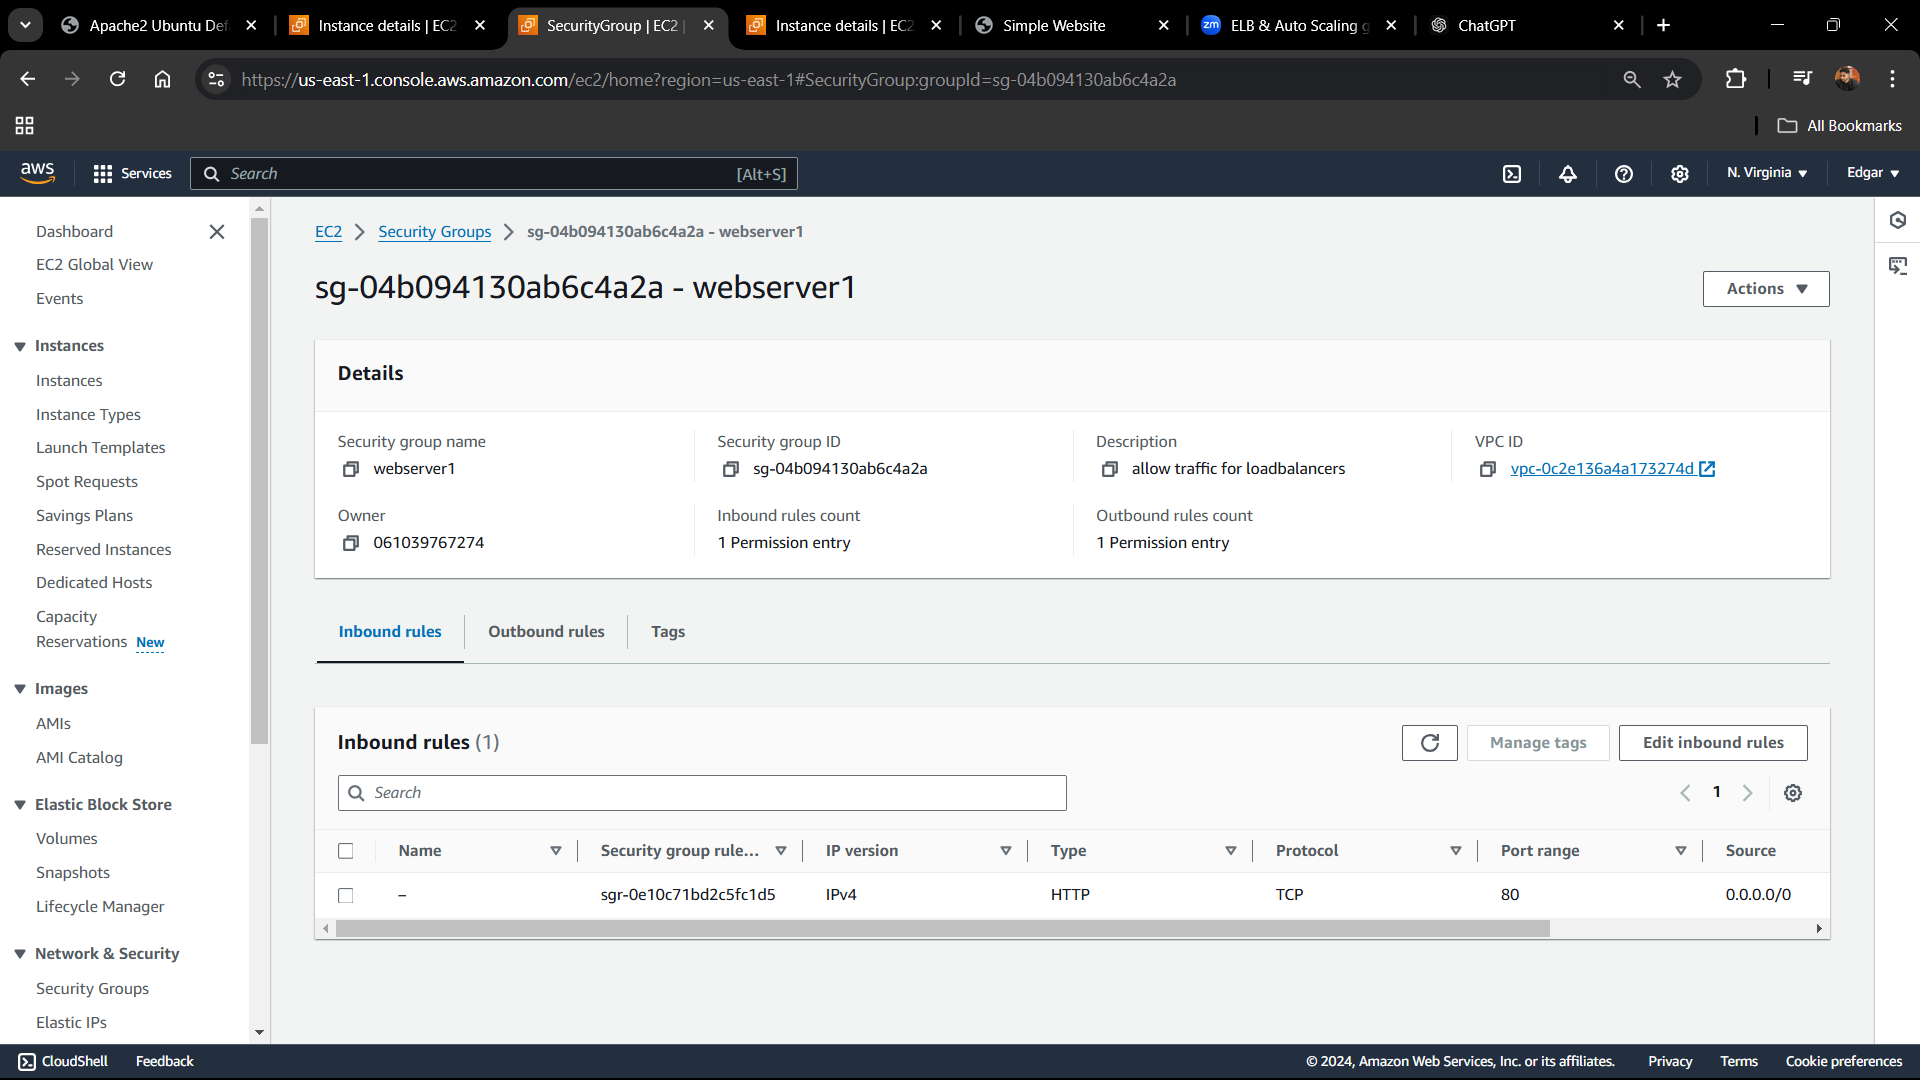 Apache2 Ubuntu Def
Instance details | EC2
SecurityGroup | EC2 |
Instance details | EC2
Simple Website
zm
ELB & Auto Scaling g
ChatGPT
https://us-east-1.console.aws.amazon.com/ec2/home?region=us-east-1#SecurityGroup:groupId=sg-04b094130ab6c4a2a
All Bookmarks
aws
Services
Search
[Alt+S]
N. Virginia
Edgar
Dashboard
EC2 Global View
Events
Instances
Instances
Instance Types
Launch Templates
Spot Requests
Savings Plans
Reserved Instances
Dedicated Hosts
Capacity
Reservations New
Images
AMIs
AMI Catalog
Elastic Block Store
Volumes
Snapshots
Lifecycle Manager
Network & Security
Security Groups
Elastic IPs
EC2 > Security Groups > sg-04b094130ab6c4a2a - webserver1
sg-04b094130ab6c4a2a - webserver1
Actions
Details
Security group name
webserver1
Security group ID
sg-04b094130ab6c4a2a
Description
allow traffic for loadbalancers
VPC ID
vpc-0c2e136a4a173274d
Owner
061039767274
Inbound rules count
1 Permission entry
Outbound rules count
1 Permission entry
Inbound rules
Outbound rules
Tags
Inbound rules (1)
Manage tags
Edit inbound rules
Search
1
Name Security group rule... IP version Type Protocol Port range Source
– sgr-0e10c71bd2c5fc1d5 IPv4 HTTP TCP 80 0.0.0.0/0
CloudShell Feedback © 2024, Amazon Web Services, Inc. or its affiliates. Privacy Terms Cookie preferences